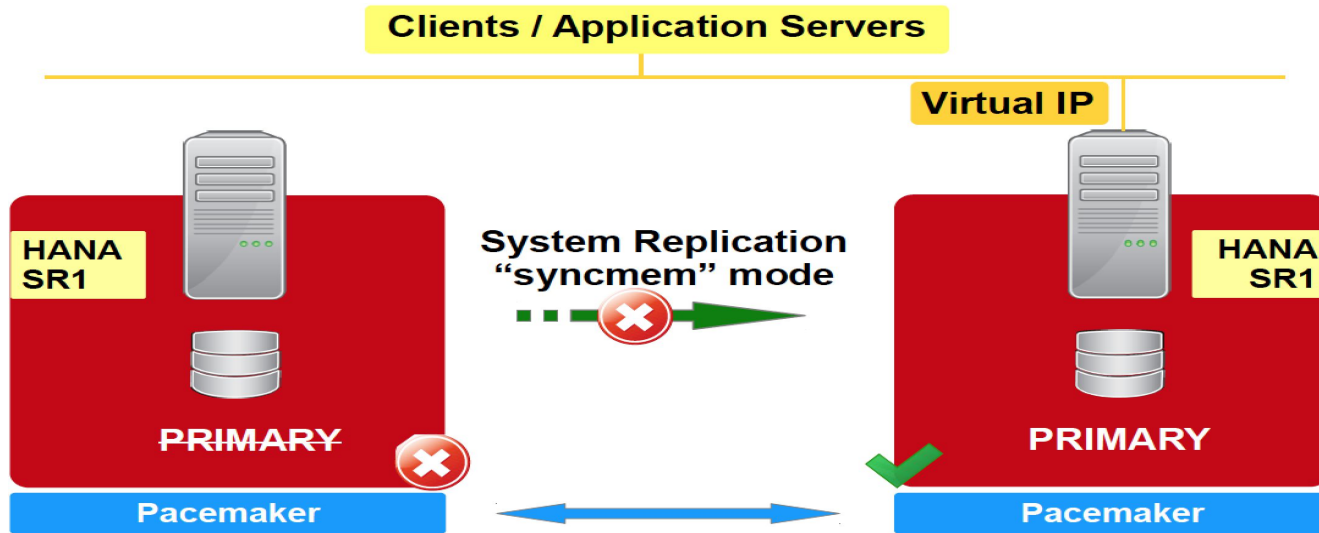 Clients / Application Servers
Virtual IP
HANA
SR1
System Replication
“syncmem” mode
HANA
SR1
PRIMARY
PRIMARY
Pacemaker
Pacemaker